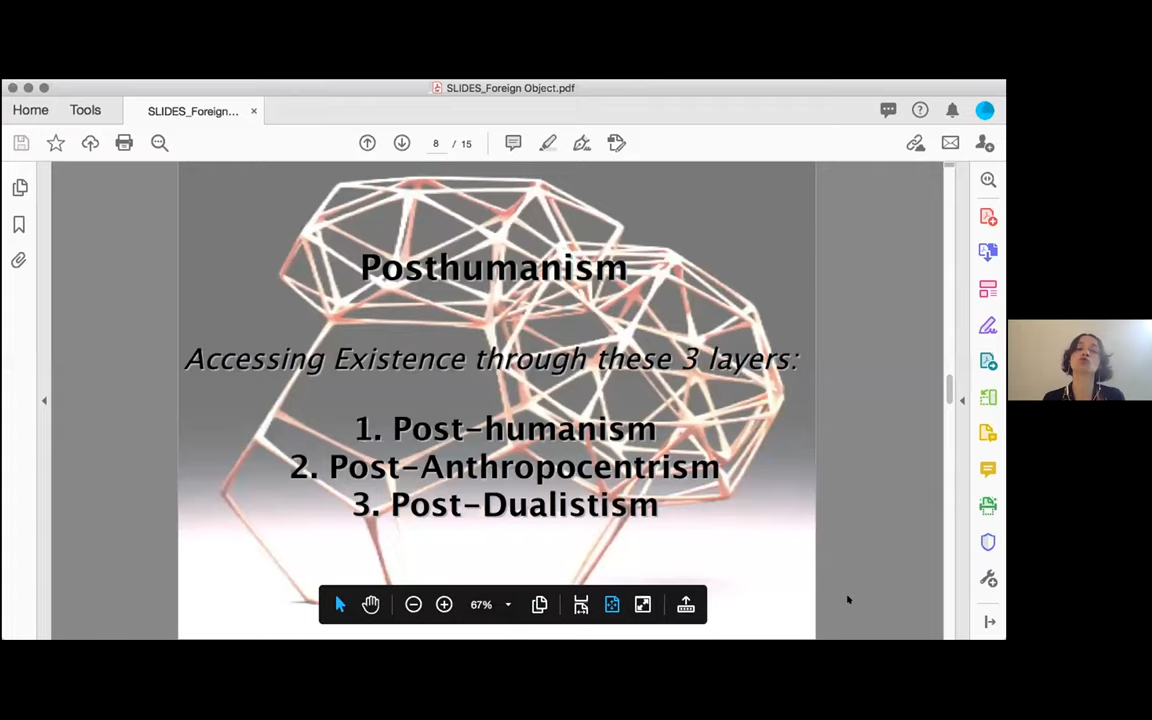 SLIDES_Foreign Object.pdf
Home
Tools
SLIDES_Foreign...
8 / 15
Posthumanism
Accessing Existence through these 3 layers:
1. Post-humanism
2. Post-Anthropocentrism
3. Post-Dualistism
67%